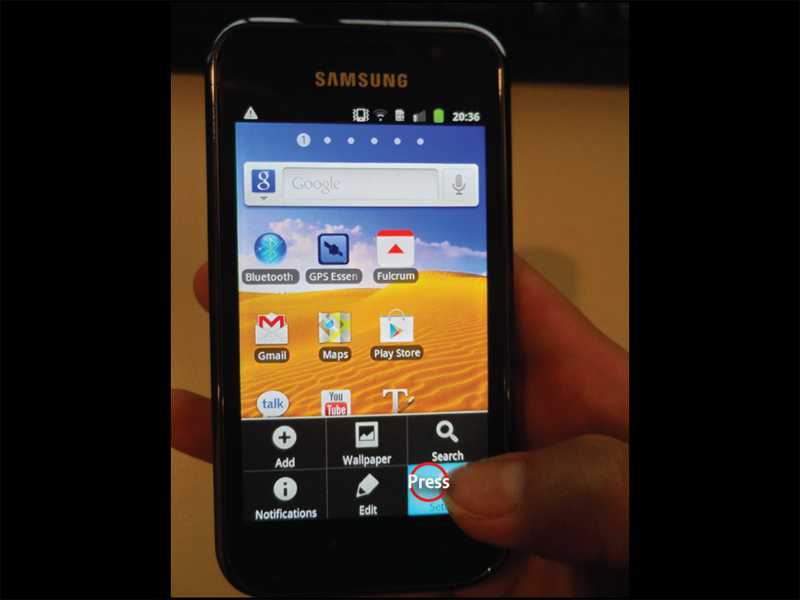 SAMSUNG
20:36
1
g Google
Bluetooth GPS Essen Fulcrum
Gmail Maps Play Store
talk You Tube T
Add Wallpaper Search
Press
Notifications Edit